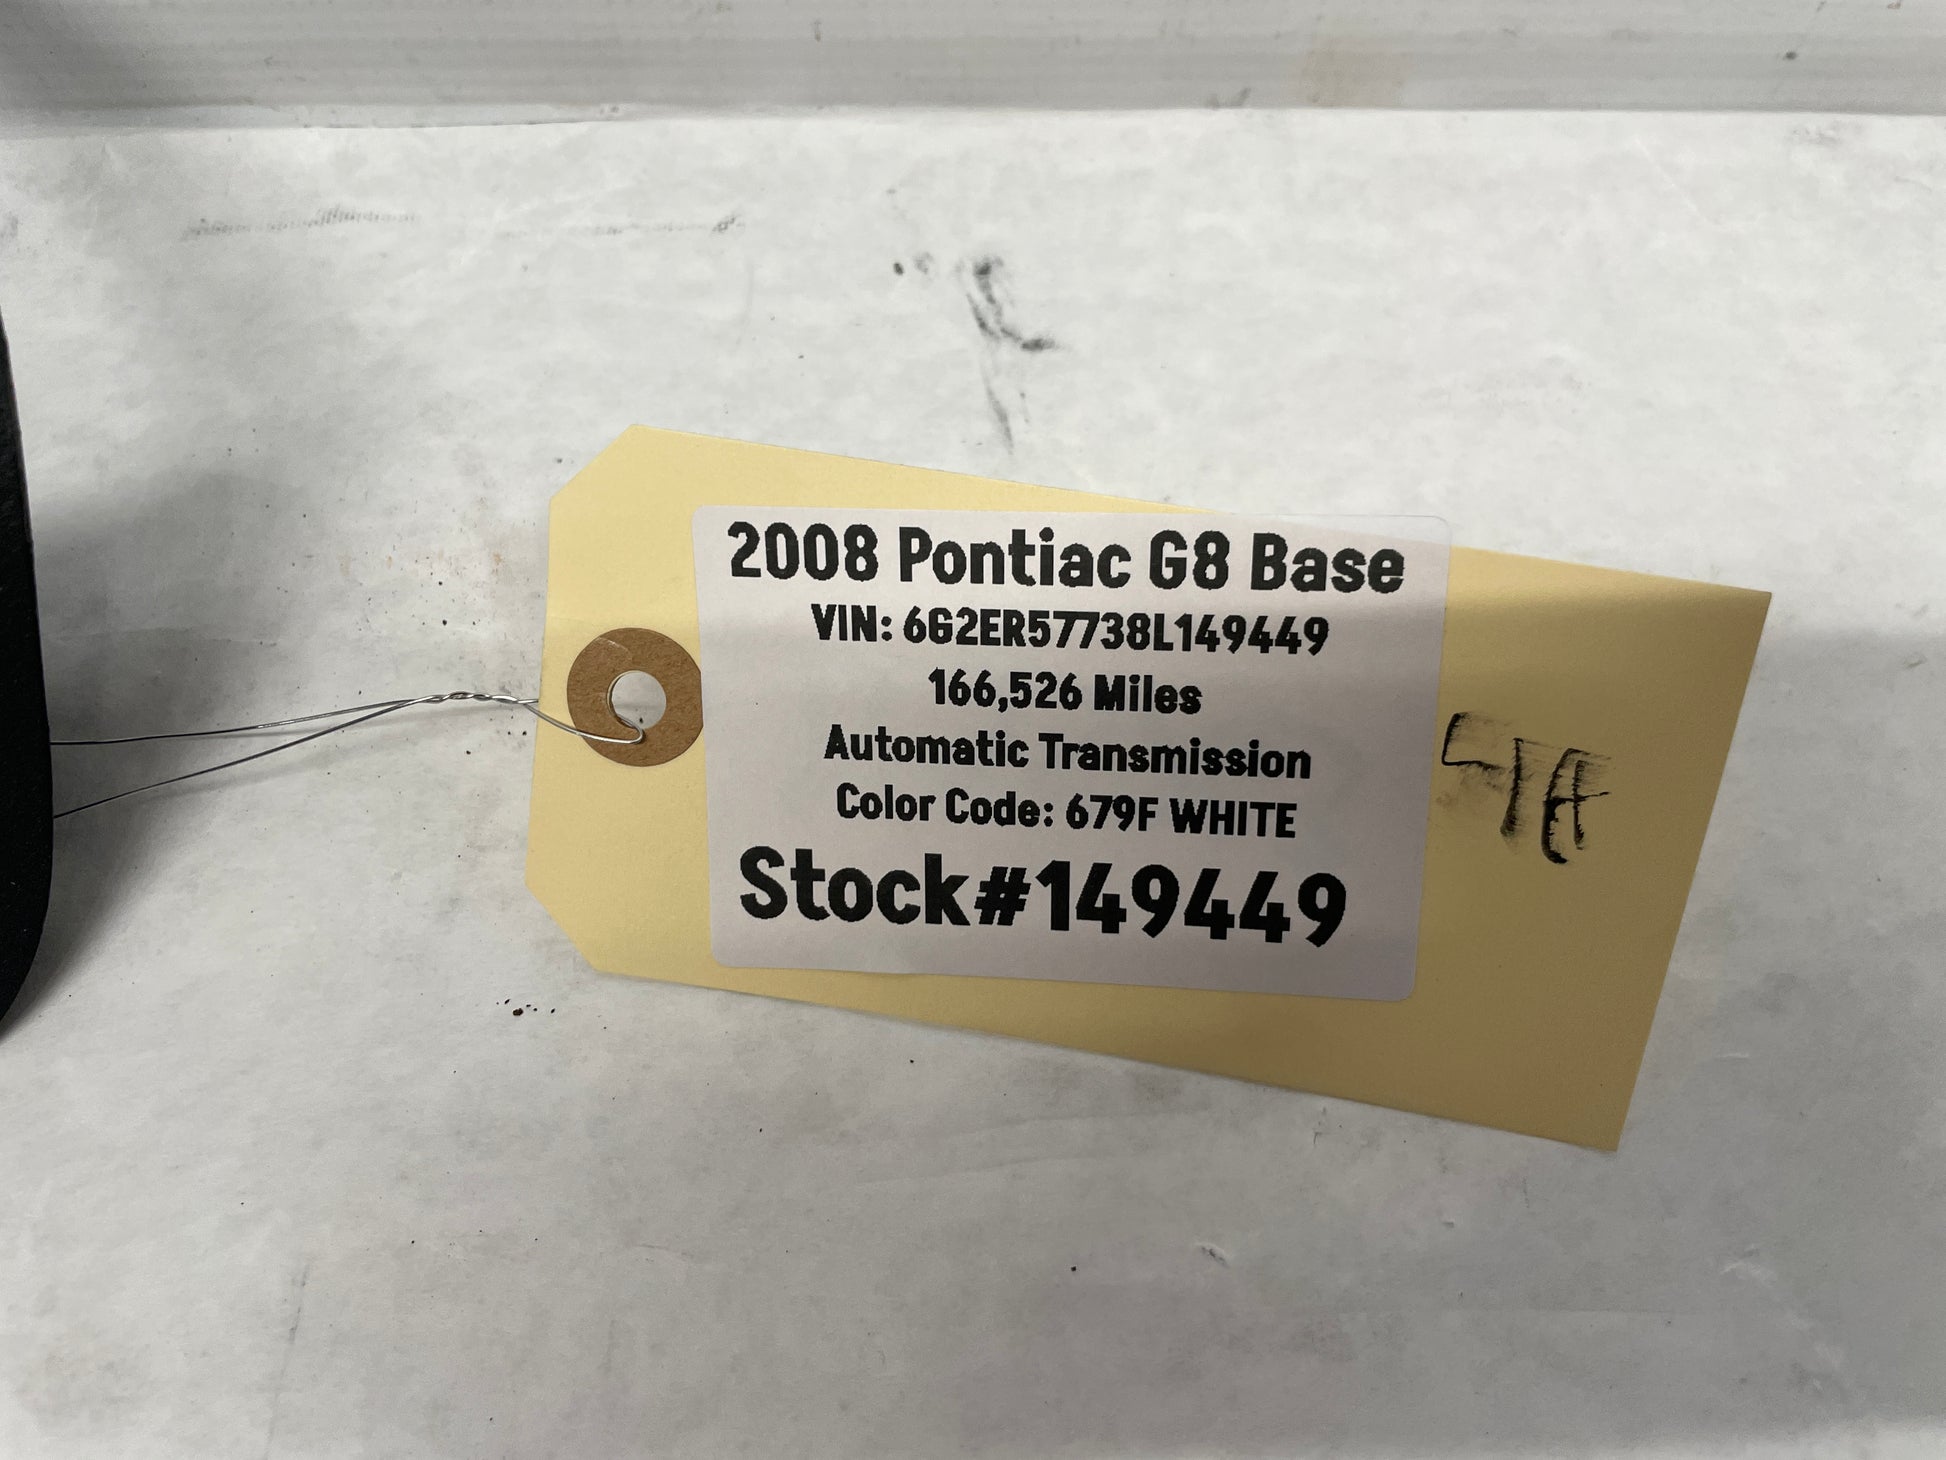 2008 Pontiac G8 Base
VIN: 6G2ER57738L149449
166,526 Miles
Automatic Transmission
Color Code: 679F WHITE
Stock#149449